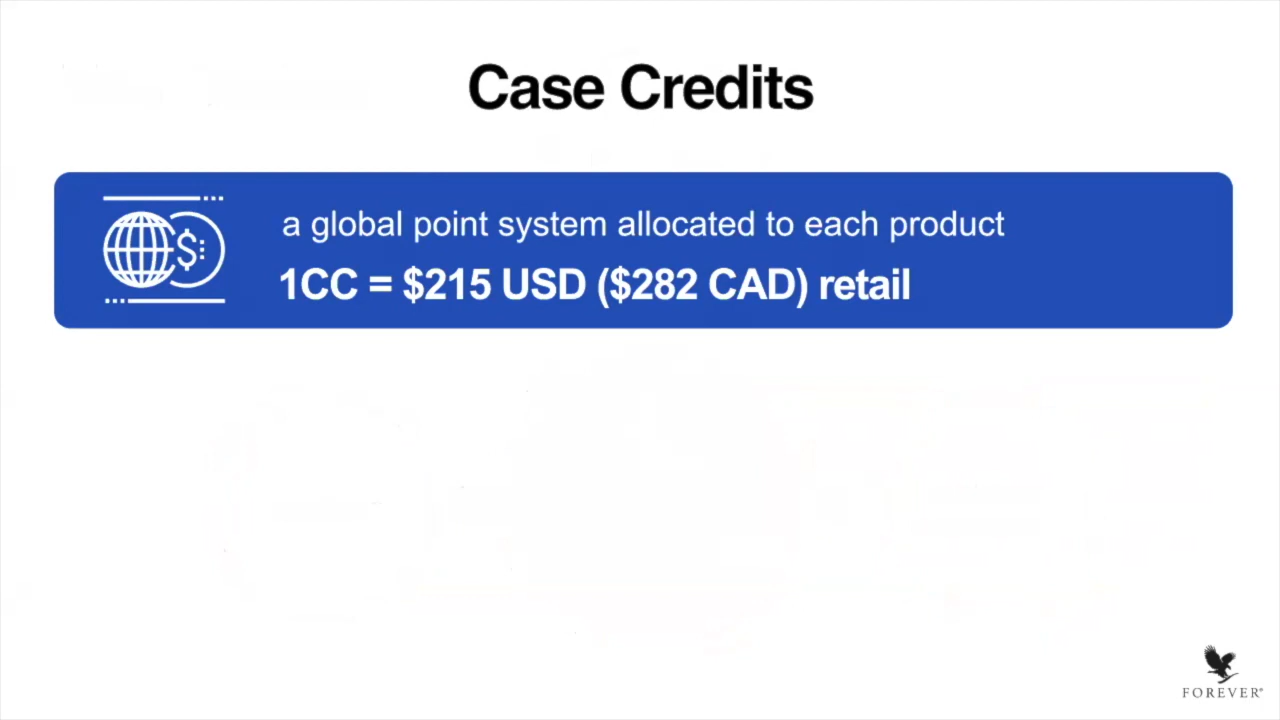 Case Credits
a global point system allocated to each product
1CC = $215 USD ($282 CAD) retail
FOREVER®